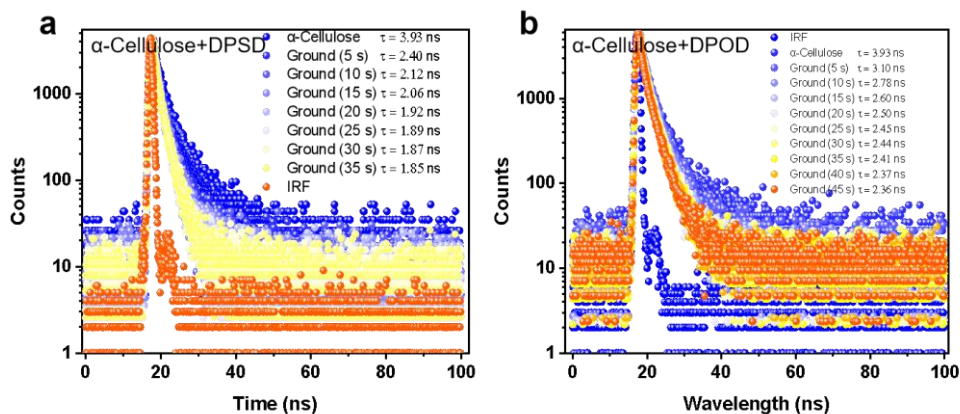 a
α-Cellulose+DPSD
α-Cellulose τ = 3.93 ns
Ground (5 s) τ = 2.40 ns
Ground (10 s) τ = 2.12 ns
Ground (15 s) τ = 2.06 ns
Ground (20 s) τ = 1.92 ns
Ground (25 s) τ = 1.89 ns
Ground (30 s) τ = 1.87 ns
Ground (35 s) τ = 1.85 ns
IRF
1000
100
10
1
Counts
0 20 40 60 80 100
Time (ns)
b
α-Cellulose+DPOD
IRF
α-Cellulose τ = 3.93 ns
Ground (5 s) τ = 3.10 ns
Ground (10 s) τ = 2.78 ns
Ground (15 s) τ = 2.60 ns
Ground (20 s) τ = 2.50 ns
Ground (25 s) τ = 2.45 ns
Ground (30 s) τ = 2.44 ns
Ground (35 s) τ = 2.41 ns
Ground (40 s) τ = 2.37 ns
Ground (45 s) τ = 2.36 ns
1000
100
10
1
Counts
0 20 40 60 80 100
Wavelength (ns)